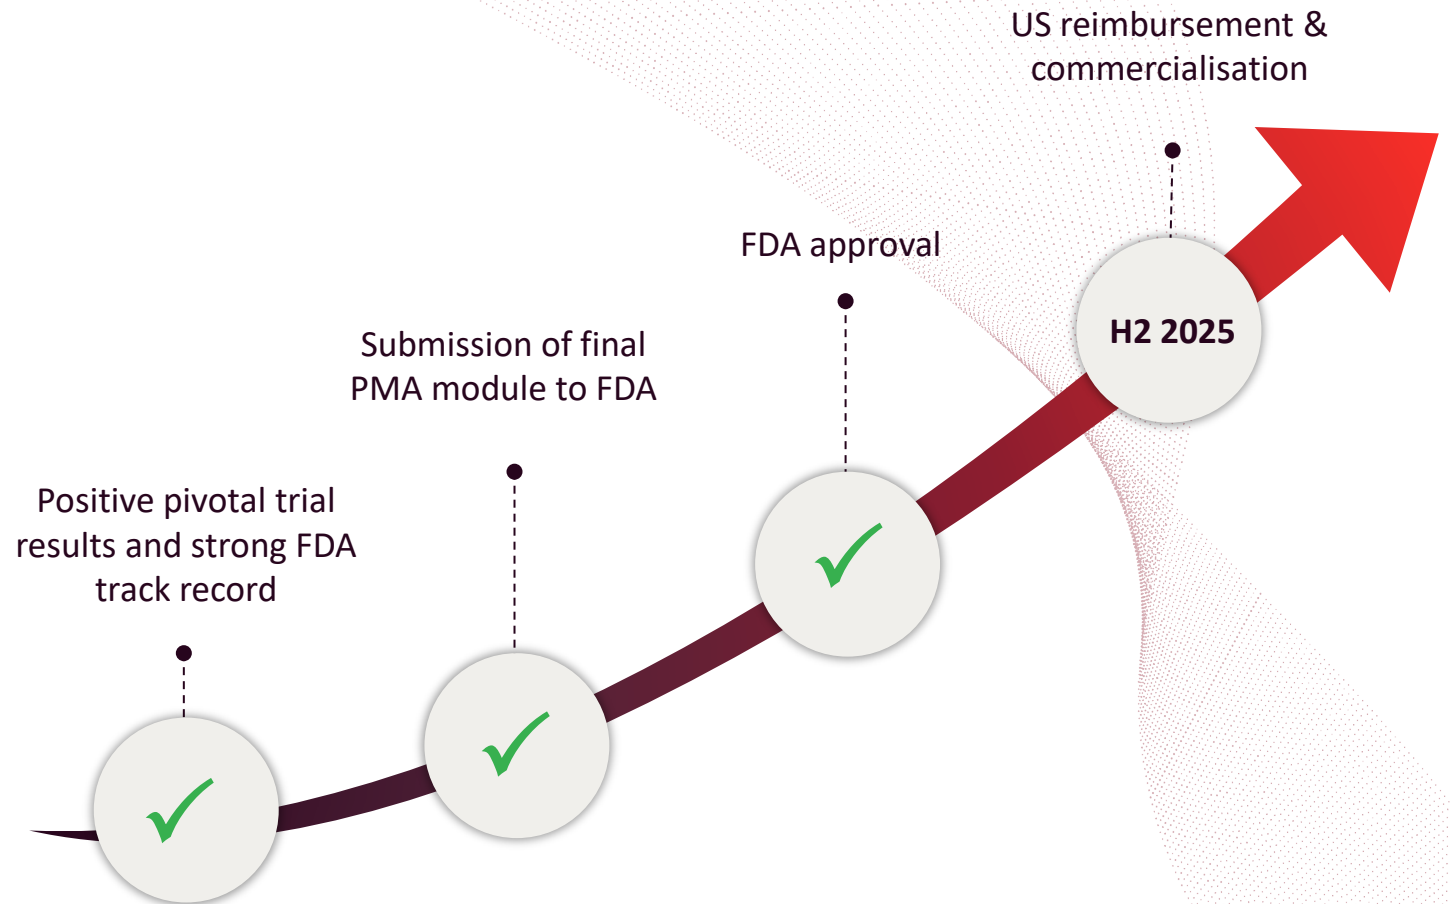 Positive pivotal trial
results and strong FDA
track record
Submission of final
PMA module to FDA
FDA approval
US reimbursement &
commercialisation
H2 2025